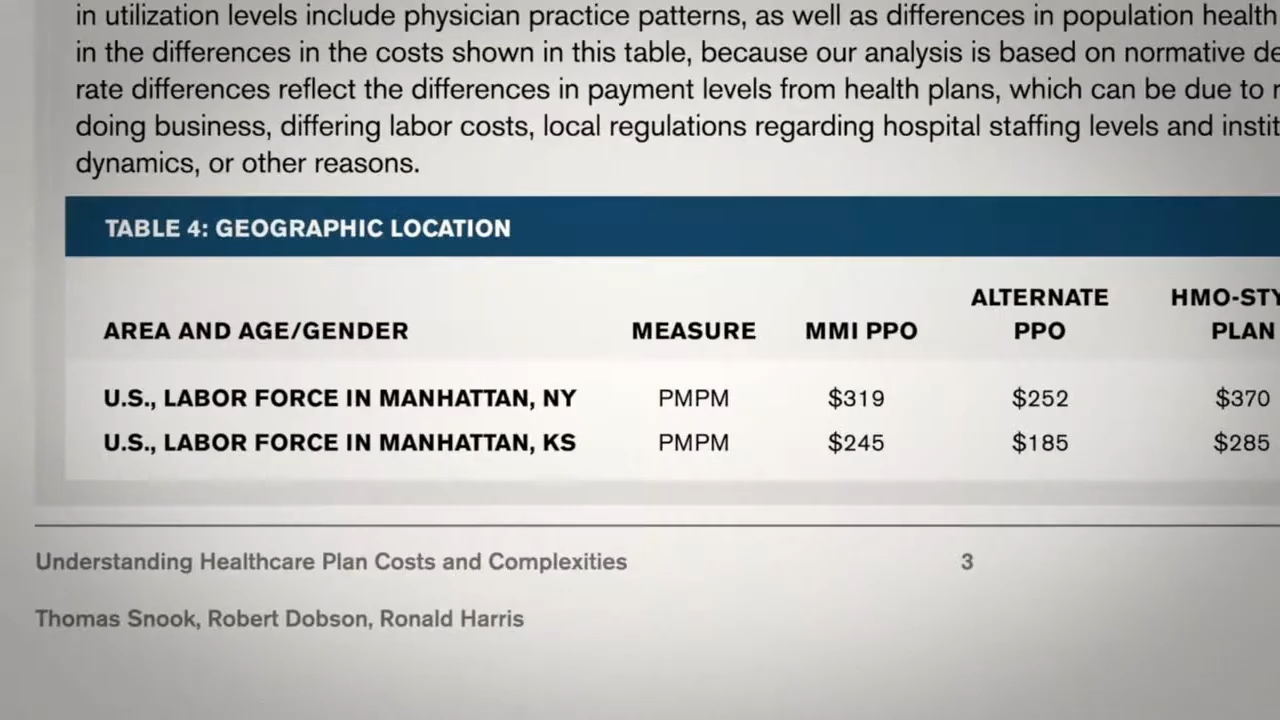 in utilization levels include physician practice patterns, as well as differences in population health
in the differences in the costs shown in this table, because our analysis is based on normative
rate differences reflect the differences in payment levels from health plans, which can be due to
doing business, differing labor costs, local regulations regarding hospital staffing levels and
dynamics, or other reasons.
TABLE 4: GEOGRAPHIC LOCATION
ALTERNATE HMO-STY
AREA AND AGE/GENDER MEASURE MMI PPO PPO PLAN
U.S., LABOR FORCE IN MANHATTAN, NY PMPM $319 $252 $370
U.S., LABOR FORCE IN MANHATTAN, KS PMPM $245 $185 $285
Understanding Healthcare Plan Costs and Complexities 3
Thomas Snook, Robert Dobson, Ronald Harris